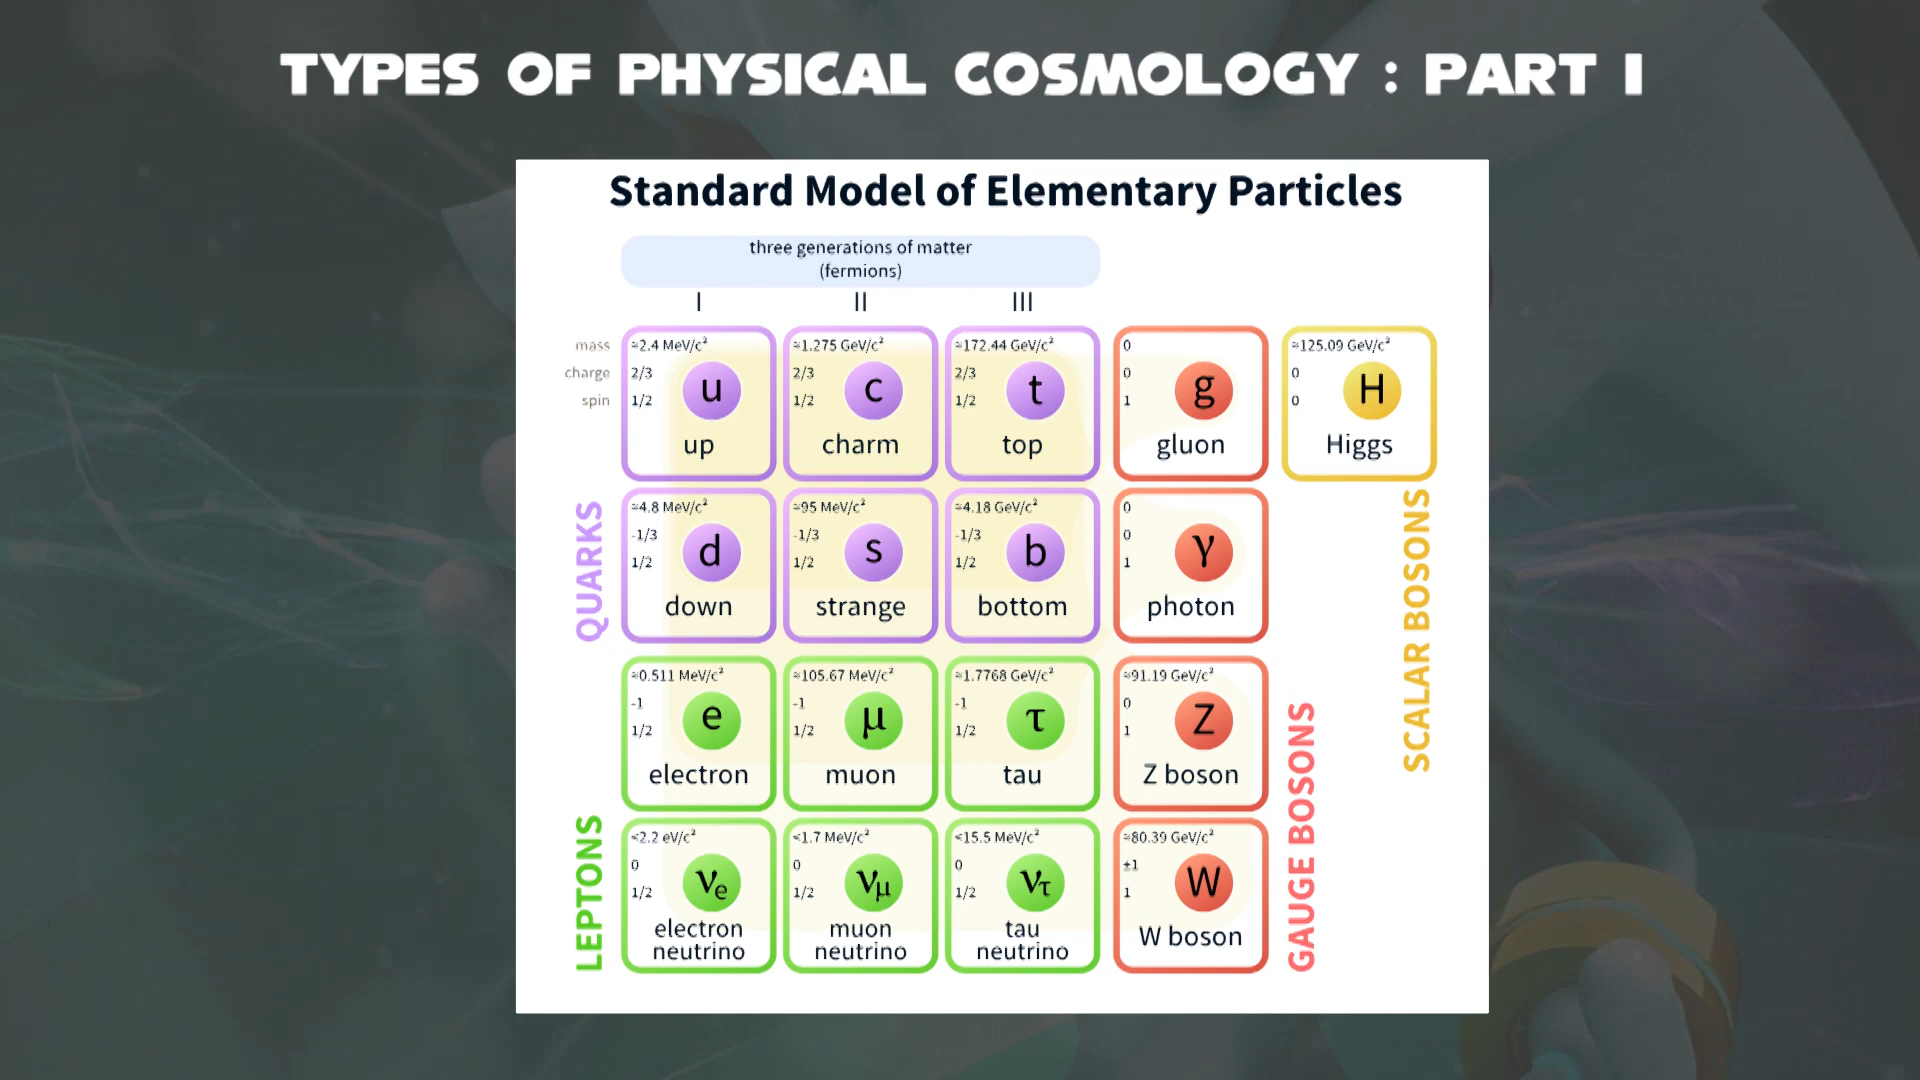 TYPES OF PHYSICAL COSMOLOGY : PART I
Standard Model of Elementary Particles
three generations of matter
(fermions)
I II III
mass
charge
spin
≈2.4 MeV/c²
2/3
1/2
u
up
≈1.275 GeV/c²
2/3
1/2
c
charm
≈172.44 GeV/c²
2/3
1/2
t
top
0
0
1
g
gluon
≈125.09 GeV/c²
0
0
H
Higgs
QUARKS
≈4.8 MeV/c²
-1/3
1/2
d
down
≈95 MeV/c²
-1/3
1/2
s
strange
≈4.18 GeV/c²
-1/3
1/2
b
bottom
0
0
1
γ
photon
SCALAR BOSONS
≈0.511 MeV/c²
-1
1/2
e
electron
≈105.67 MeV/c²
-1
1/2
μ
muon
≈1.7768 GeV/c²
-1
1/2
τ
tau
≈91.19 GeV/c²
0
1
Z
Z boson
LEPTONS
<2.2 eV/c²
0
1/2
νe
electron
neutrino
<1.7 MeV/c²
0
1/2
νμ
muon
neutrino
<15.5 MeV/c²
0
1/2
ντ
tau
neutrino
≈80.39 GeV/c²
±1
1
W
W boson
GAUGE BOSONS